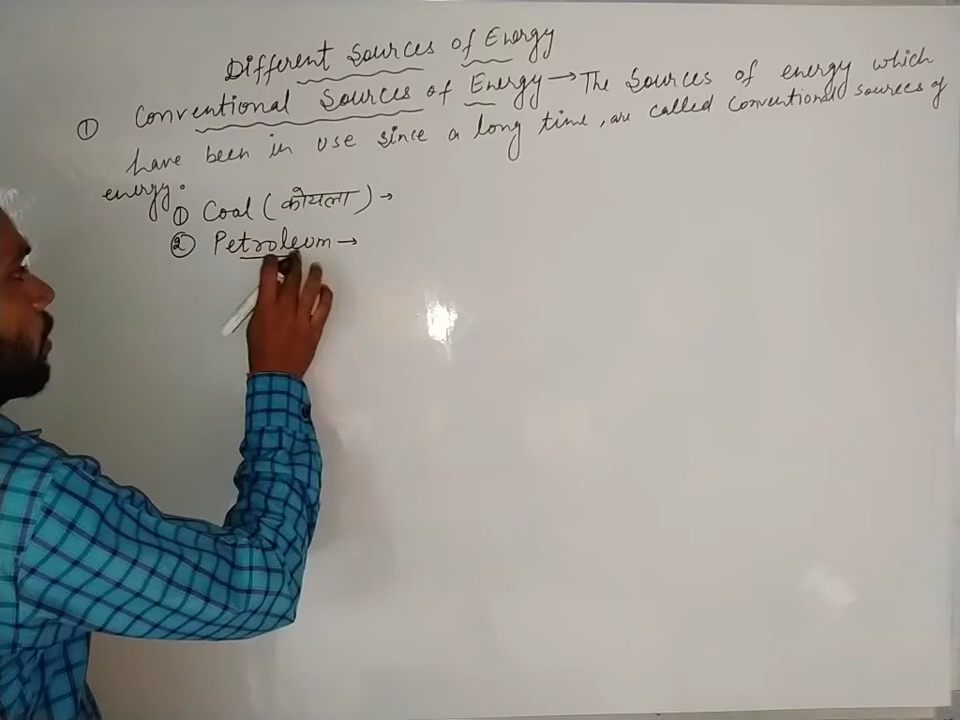 Different Sources of Energy
① Conventional Sources of Energy → The Sources of energy which
have been in use since a long time, are called Conventional sources of
energy.
① Coal (कोयला) →
② Petroleum →